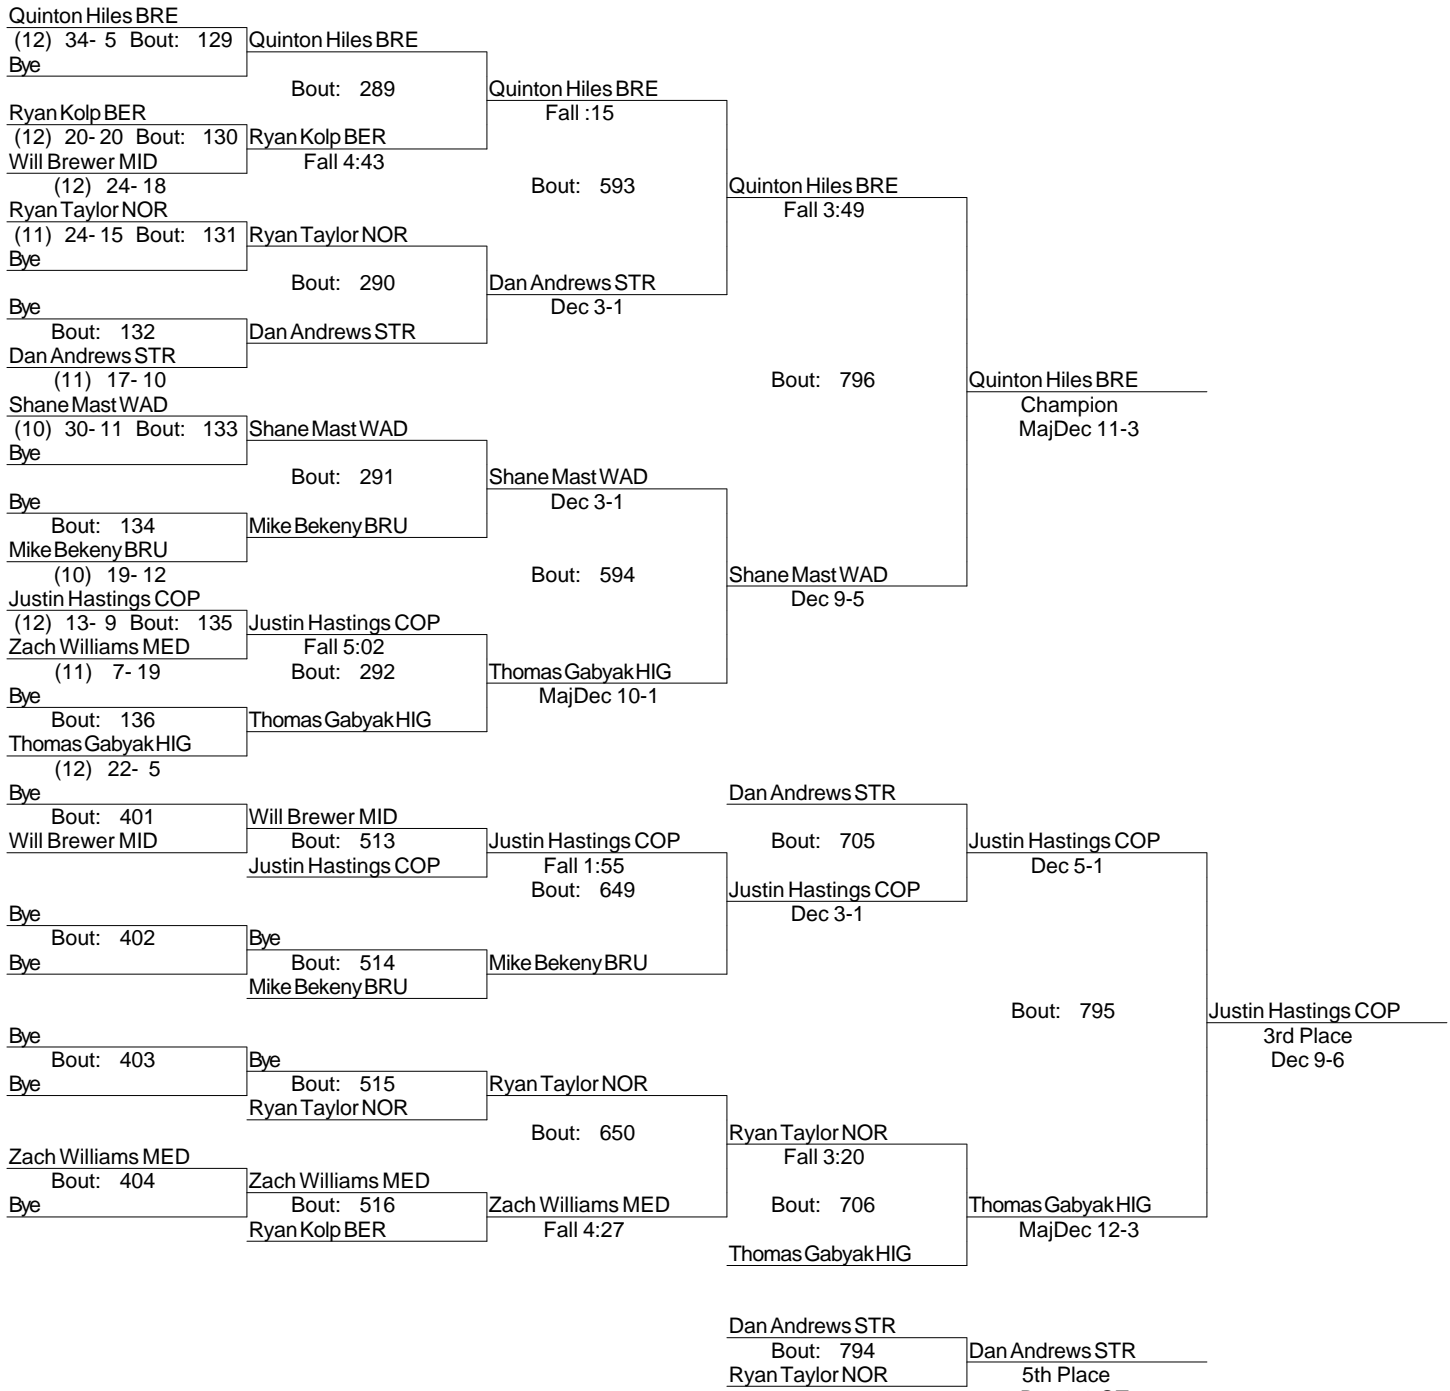 Quinton Hiles BRE
(12) 34- 5 Bout: 129 Quinton Hiles BRE
Bye
Bout: 289 Quinton Hiles BRE
Ryan Kolp BER Fall :15
(12) 20- 20 Bout: 130 Ryan Kolp BER
Will Brewer MID Fall 4:43
(12) 24- 18 Bout: 593 Quinton Hiles BRE
Ryan Taylor NOR Fall 3:49
(11) 24- 15 Bout: 131 Ryan Taylor NOR
Bye
Bout: 290 Dan Andrews STR
Bye Dec 3-1
Bout: 132 Dan Andrews STR
Dan Andrews STR
(11) 17- 10 Bout: 796 Quinton Hiles BRE
Shane Mast WAD Champion
(10) 30- 11 Bout: 133 Shane Mast WAD MajDec 11-3
Bye
Bout: 291 Shane Mast WAD
Bye Dec 3-1
Bout: 134 Mike Bekeny BRU
Mike Bekeny BRU
(10) 19- 12 Bout: 594 Shane Mast WAD
Justin Hastings COP Dec 9-5
(12) 13- 9 Bout: 135 Justin Hastings COP
Zach Williams MED Fall 5:02
(11) 7- 19 Bout: 292 Thomas Gabyak HIG
Bye MajDec 10-1
Bout: 136 Thomas Gabyak HIG
Thomas Gabyak HIG
(12) 22- 5
Bye Dan Andrews STR
Bout: 401 Will Brewer MID
Will Brewer MID Bout: 513 Justin Hastings COP Bout: 705 Justin Hastings COP
Justin Hastings COP Fall 1:55 Dec 5-1
Bout: 649 Justin Hastings COP
Bye Dec 3-1
Bout: 402 Bye
Bye Bout: 514 Mike Bekeny BRU
Mike Bekeny BRU
Bout: 795 Justin Hastings COP
Bye 3rd Place
Bout: 403 Bye Dec 9-6
Bye Bout: 515 Ryan Taylor NOR
Ryan Taylor NOR
Bout: 650 Ryan Taylor NOR
Zach Williams MED Fall 3:20
Bout: 404 Zach Williams MED
Bye Bout: 516 Zach Williams MED Bout: 706 Thomas Gabyak HIG
Ryan Kolp BER Fall 4:27 MajDec 12-3
Thomas Gabyak HIG
Dan Andrews STR
Bout: 794 Dan Andrews STR
Ryan Taylor NOR 5th Place